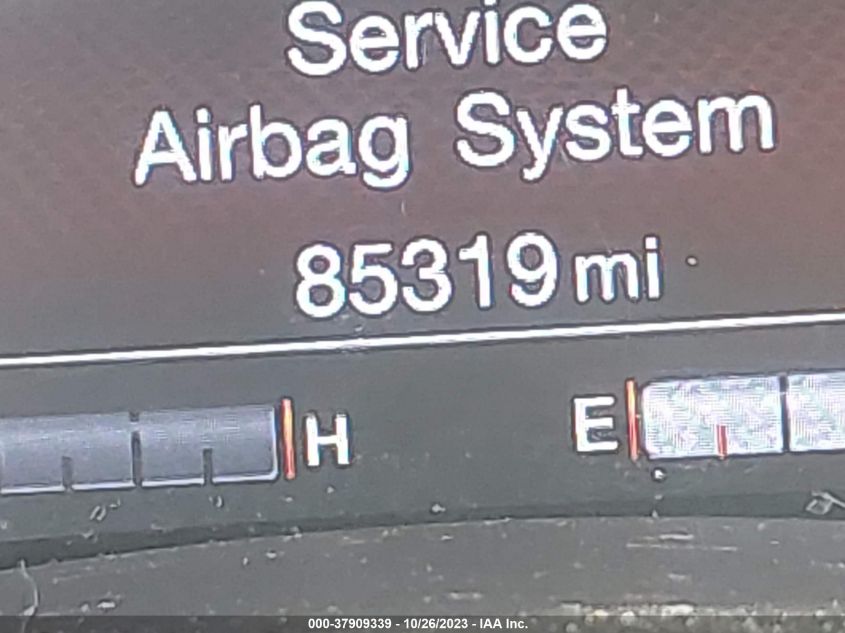 Service
Airbag System
85319 mi
H E
000-37909339 - 10/26/2023 - IAA Inc.